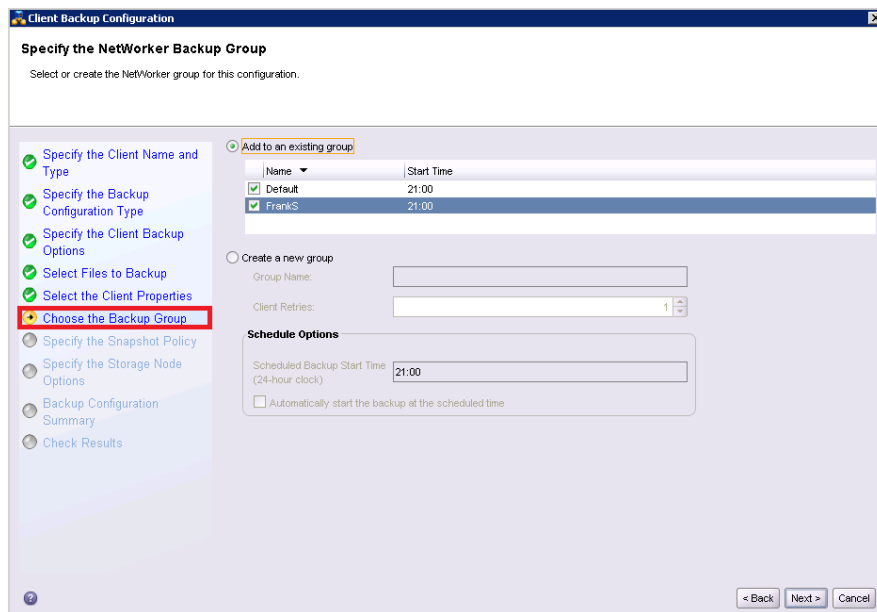 Client Backup Configuration
Specify the NetWorker Backup Group
Select or create the NetWorker group for this configuration.
Specify the Client Name and
Type
Specify the Backup
Configuration Type
Specify the Client Backup
Options
Select Files to Backup
Select the Client Properties
Choose the Backup Group
Specify the Snapshot Policy
Specify the Storage Node
Options
Backup Configuration
Summary
Check Results
Add to an existing group
Name Start Time
Default 21:00
FrankS 21:00
Create a new group
Group Name:
Client Retries: 1
Schedule Options
Scheduled Backup Start Time
(24-hour clock)
21:00
Automatically start the backup at the scheduled time
< Back Next > Cancel